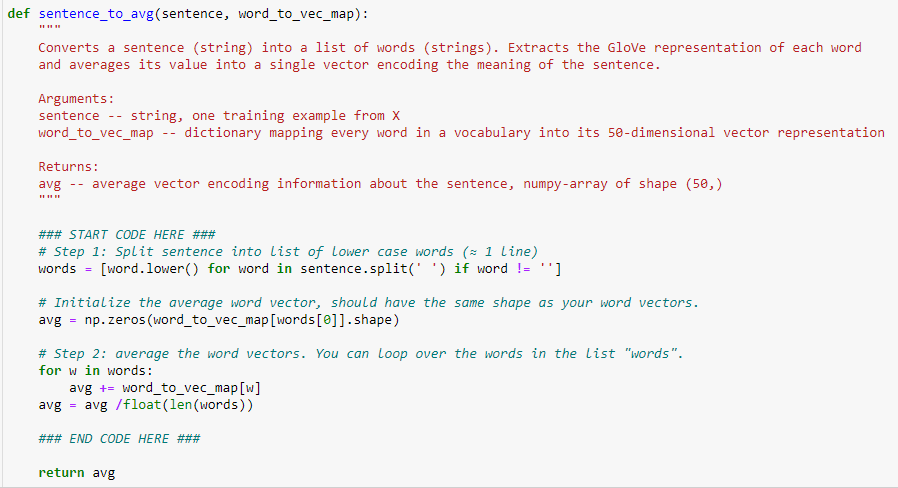 def sentence_to_avg(sentence, word_to_vec_map):
    """
    Converts a sentence (string) into a list of words (strings). Extracts the GloVe representation of each word
    and averages its value into a single vector encoding the meaning of the sentence.

    Arguments:
    sentence -- string, one training example from X
    word_to_vec_map -- dictionary mapping every word in a vocabulary into its 50-dimensional vector representation

    Returns:
    avg -- average vector encoding information about the sentence, numpy-array of shape (50,)
    """

    ### START CODE HERE ###
    # Step 1: Split sentence into list of lower case words (≈ 1 line)
    words = [word.lower() for word in sentence.split(' ') if word != '']

    # Initialize the average word vector, should have the same shape as your word vectors.
    avg = np.zeros(word_to_vec_map[words[0]].shape)

    # Step 2: average the word vectors. You can loop over the words in the list "words".
    for w in words:
        avg += word_to_vec_map[w]
    avg = avg /float(len(words))

    ### END CODE HERE ###

    return avg